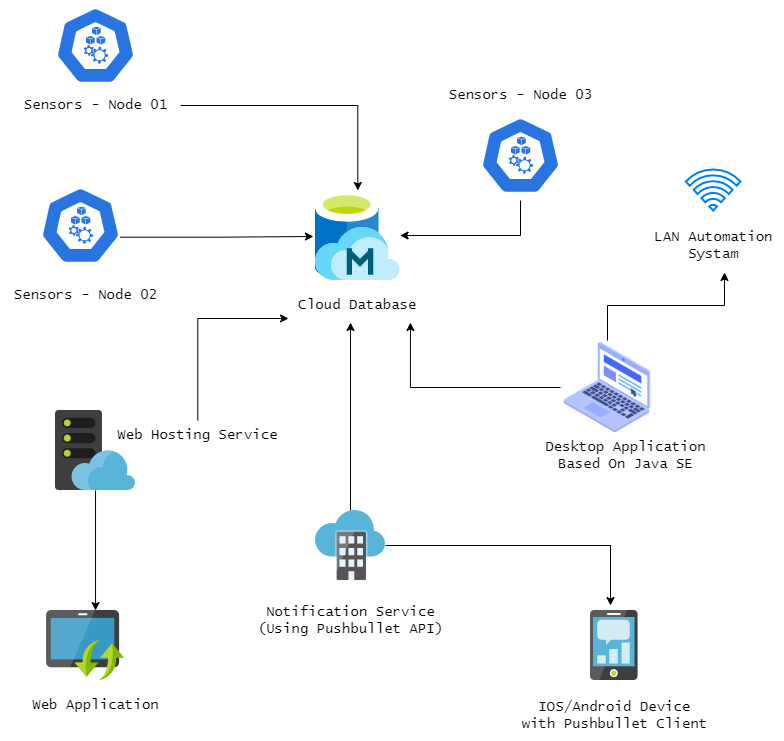 Sensors - Node 01
Sensors - Node 03
LAN Automation
Systam
Sensors - Node 02
M
Cloud Database
Web Hosting Service
Desktop Application
Based On Java SE
Notification Service
(Using Pushbullet API)
Web Application
IOS/Android Device
with Pushbullet Client